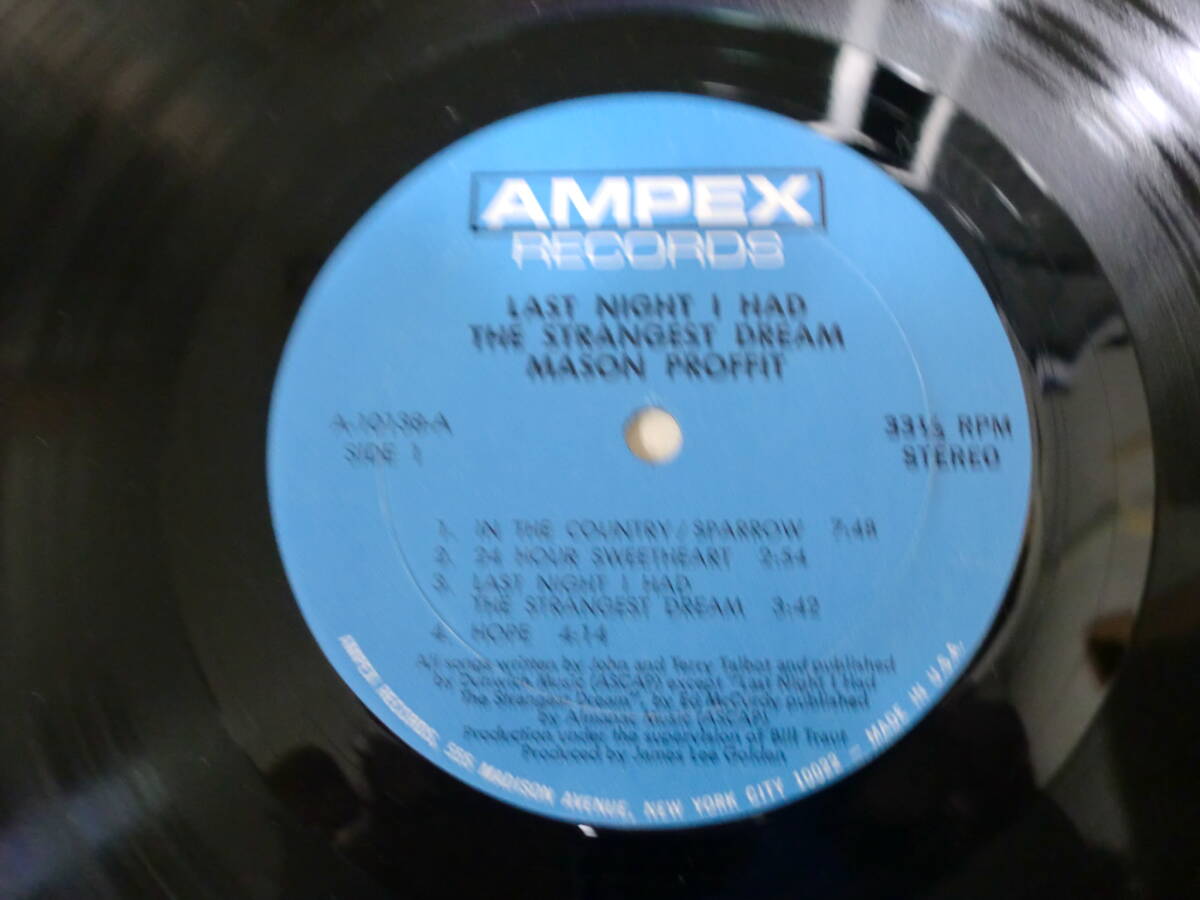 AMPEX
RECORDS
LAST NIGHT I HAD
THE STRANGEST DREAM
MASON PROFFIT
A-10138-A
SIDE 1
33⅓ RPM
STEREO
1. IN THE COUNTRY/SPARROW 7:48
2. 24 HOUR SWEETHEART 2:54
3. LAST NIGHT I HAD
THE STRANGEST DREAM 3:42
4. HOPE 4:14
All songs written by John and Terry Talbot and published
by Dunwich Music (ASCAP) except "Last Night I Had
The Strangest Dream", by Ed McCurdy published
by Almanac Music (ASCAP)
Production under the supervision of Bill Traut
Produced by James Lee Golden
AMPEX RECORDS, 555 MADISON AVENUE, NEW YORK CITY 10022 – MADE IN U.S.A.